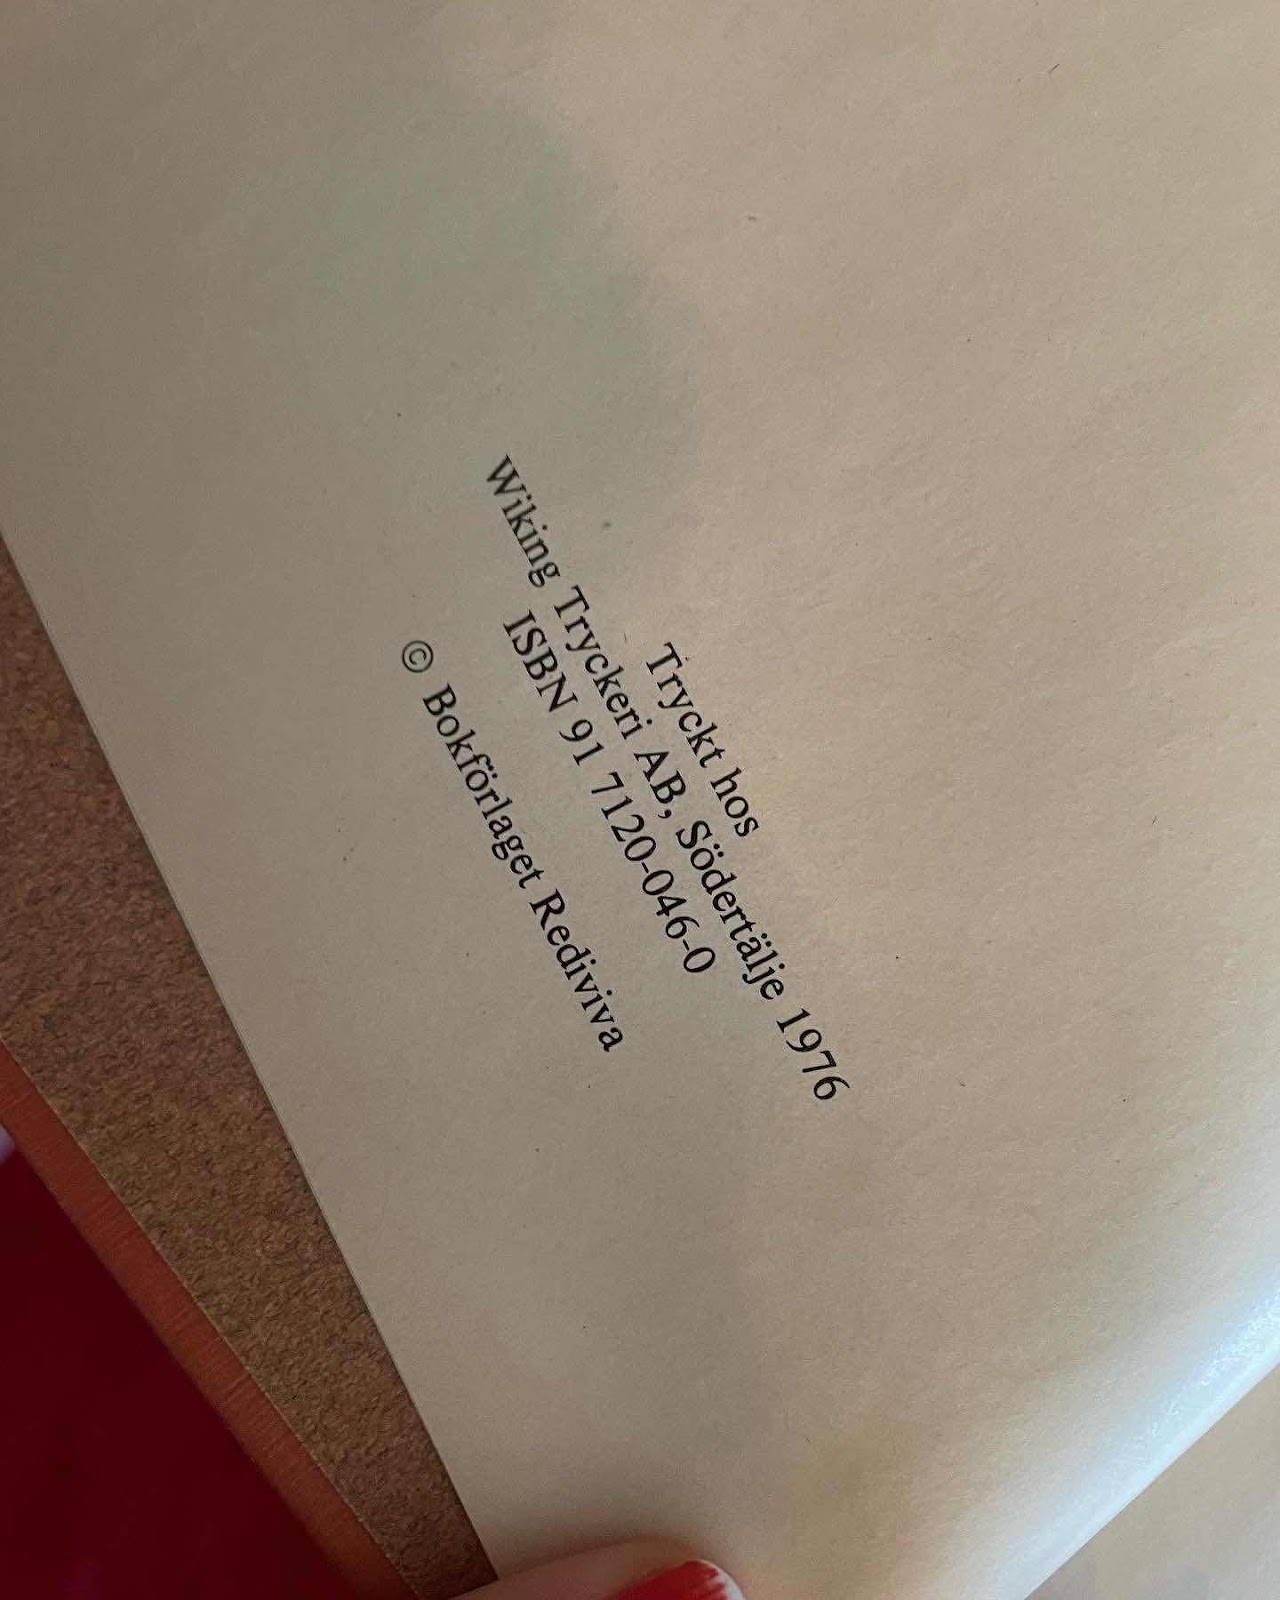 Tryckt hos
Wiking Tryckeri AB, Södertälje 1976
ISBN 91 7120-046-0
© Bokförlaget Rediviva